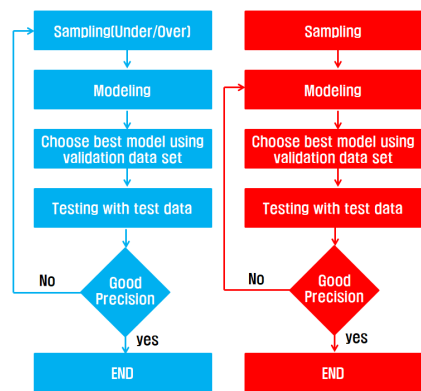 Sampling(Under/Over)
Modeling
Choose best model using
validation data set
Testing with test data
Good
Precision
No
yes
END
Sampling
Modeling
Choose best model using
validation data set
Testing with test data
Good
Precision
No
yes
END